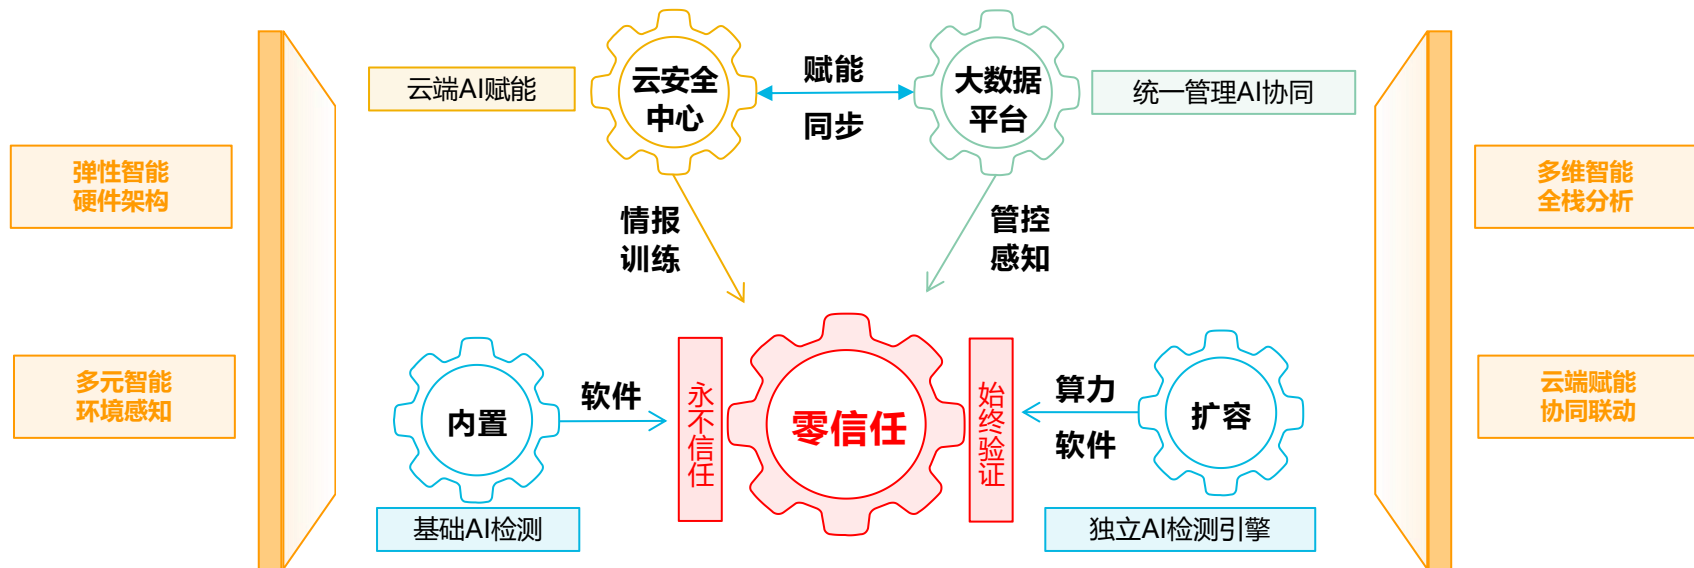 云端AI赋能
云安全
中心
赋能
同步
大数据
平台
统一管理AI协同
弹性智能
硬件架构
多维智能
全栈分析
情报
训练
管控
感知
多元智能
环境感知
内置
软件
永不信任
零信任
始终验证
算力
软件
扩容
云端赋能
协同联动
基础AI检测
独立AI检测引擎